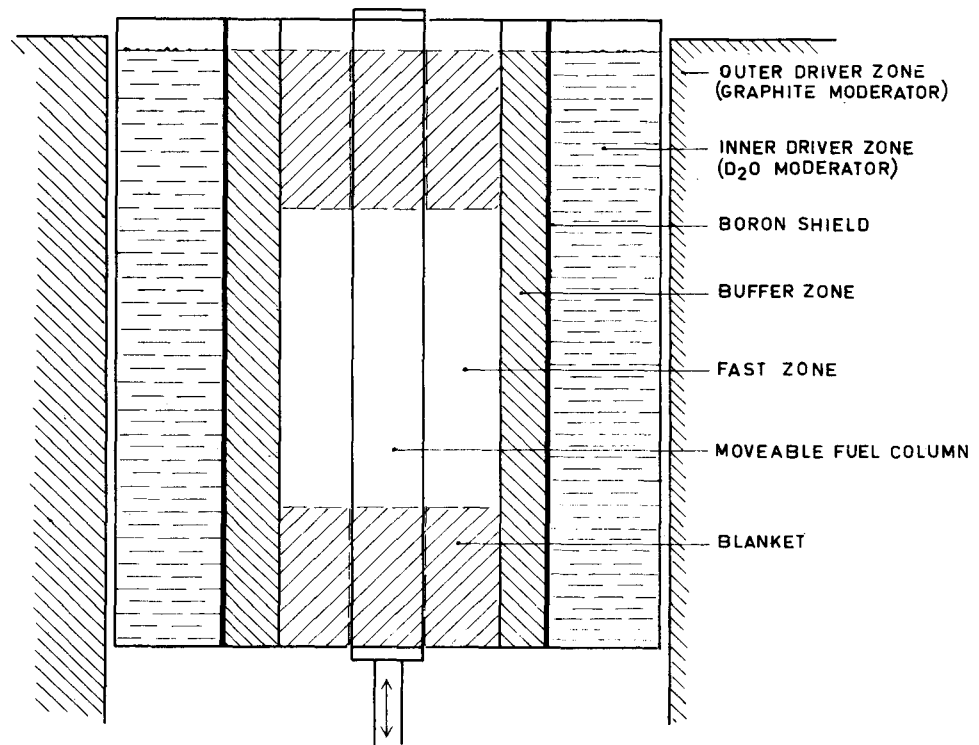 OUTER DRIVER ZONE
(GRAPHITE MODERATOR)
INNER DRIVER ZONE
(D2O MODERATOR)
BORON SHIELD
BUFFER ZONE
FAST ZONE
MOVEABLE FUEL COLUMN
BLANKET